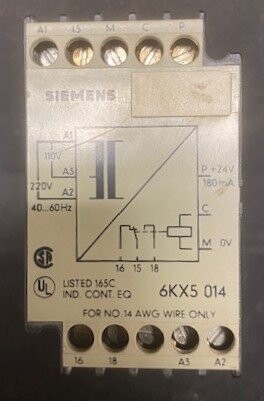 A1 15 M C P
SIEMENS
A1
110V
A3
220V
A2
40...60Hz
P +24V
180mA
C
M 0V
16 15 18
LISTED 165C
IND. CONT. EQ
6KX5 014
FOR NO. 14 AWG WIRE ONLY
16 18 A3 A2